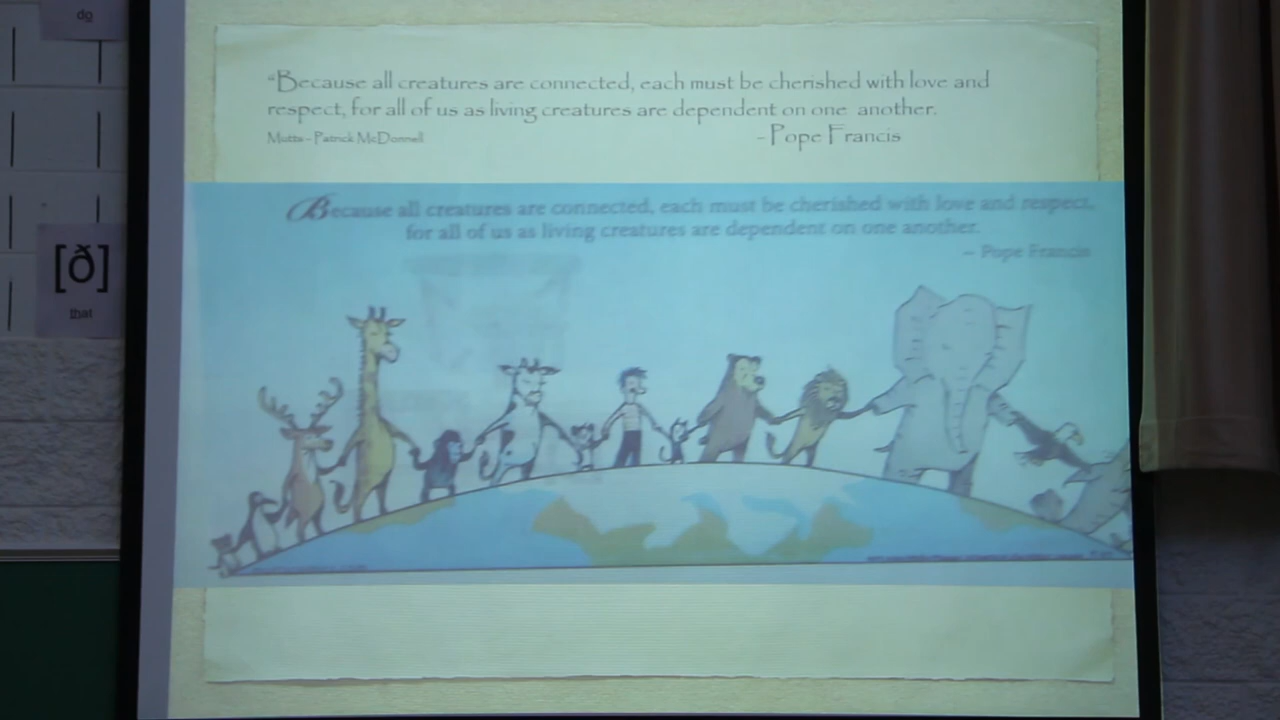 dg
[ð]
that
“Because all creatures are connected, each must be cherished with love and
respect, for all of us as living creatures are dependent on one another.
Mutts - Patrick McDonnell
-Pope Francis
Because all creatures are connected, each must be cherished with love and respect,
for all of us as living creatures are dependent on one another.
– Pope Francis